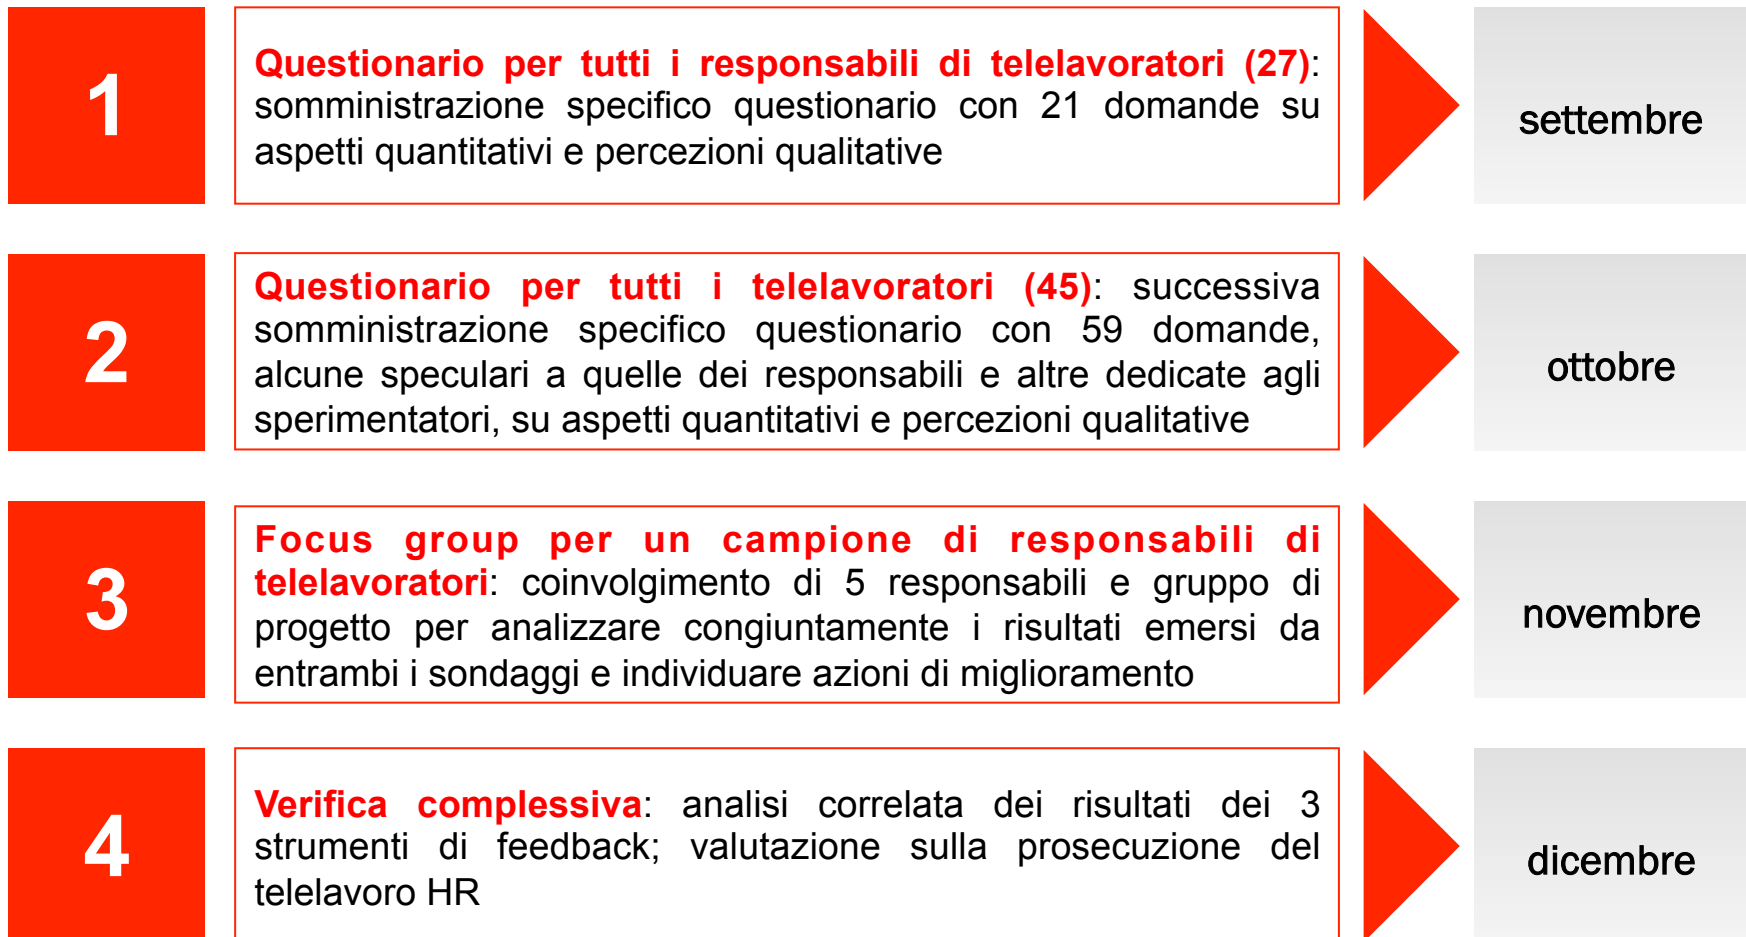 1
Questionario per tutti i responsabili di telelavoratori (27):
somministrazione specifico questionario con 21 domande su
aspetti quantitativi e percezioni qualitative
settembre
2
Questionario per tutti i telelavoratori (45): successiva
somministrazione specifico questionario con 59 domande,
alcune speculari a quelle dei responsabili e altre dedicate agli
sperimentatori, su aspetti quantitativi e percezioni qualitative
ottobre
3
Focus group per un campione di responsabili di
telelavoratori: coinvolgimento di 5 responsabili e gruppo di
progetto per analizzare congiuntamente i risultati emersi da
entrambi i sondaggi e individuare azioni di miglioramento
novembre
4
Verifica complessiva: analisi correlata dei risultati dei 3
strumenti di feedback; valutazione sulla prosecuzione del
telelavoro HR
dicembre